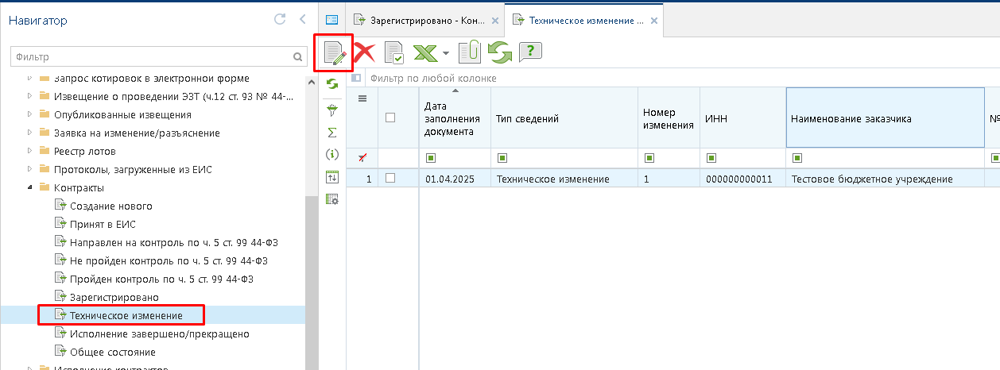 Навигатор
Фильтр
Запрос котировок в электронной форме
Извещение о проведении ЭЗТ (ч.12 ст. 93 № 44-...
Опубликованные извещения
Заявка на изменение/разъяснение
Реестр лотов
Протоколы, загруженные из ЕИС
Контракты
Создание нового
Принят в ЕИС
Направлен на контроль по ч. 5 ст. 99 44-ФЗ
Не пройден контроль по ч. 5 ст. 99 44-ФЗ
Пройден контроль по ч. 5 ст. 99 44-ФЗ
Зарегистрировано
Техническое изменение
Исполнение завершено/прекращено
Общее состояние
Исполнение контрактов
Зарегистрировано - Кон...
Техническое изменение ...
Фильтр по любой колонке
Дата заполнения документа
Тип сведений
Номер изменения
ИНН
Наименование заказчика
№
1
01.04.2025
Техническое изменение
1
000000000011
Тестовое бюджетное учреждение